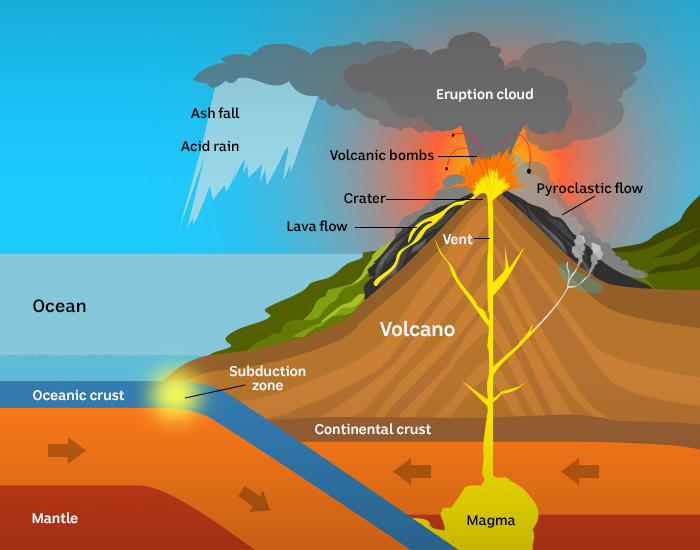 Eruption cloud
Ash fall
Acid rain
Volcanic bombs
Pyroclastic flow
Crater
Lava flow
Vent
Ocean
Volcano
Subduction
zone
Oceanic crust
Continental crust
Mantle
Magma